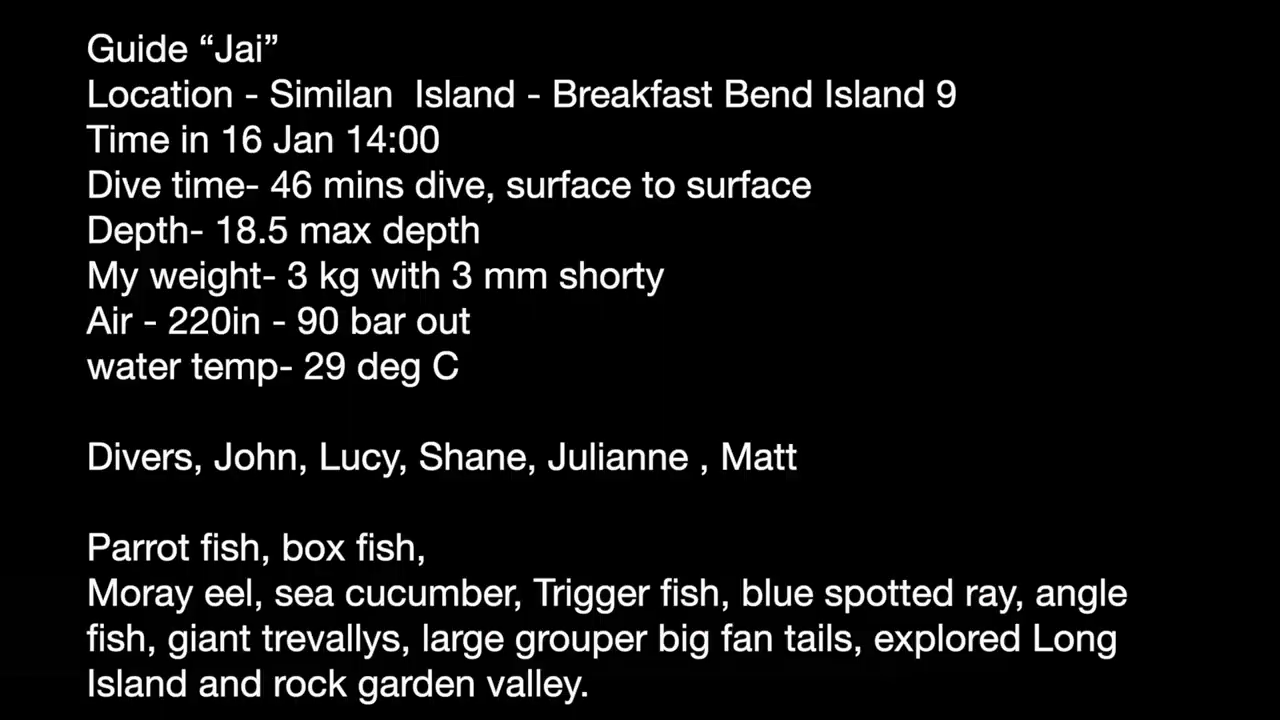 Guide “Jai”
Location - Similan  Island - Breakfast Bend Island 9
Time in 16 Jan 14:00
Dive time- 46 mins dive, surface to surface
Depth- 18.5 max depth
My weight- 3 kg with 3 mm shorty
Air - 220in - 90 bar out
water temp- 29 deg C
Divers, John, Lucy, Shane, Julianne , Matt
Parrot fish, box fish,
Moray eel, sea cucumber, Trigger fish, blue spotted ray, angle
fish, giant trevallys, large grouper big fan tails, explored Long
Island and rock garden valley.